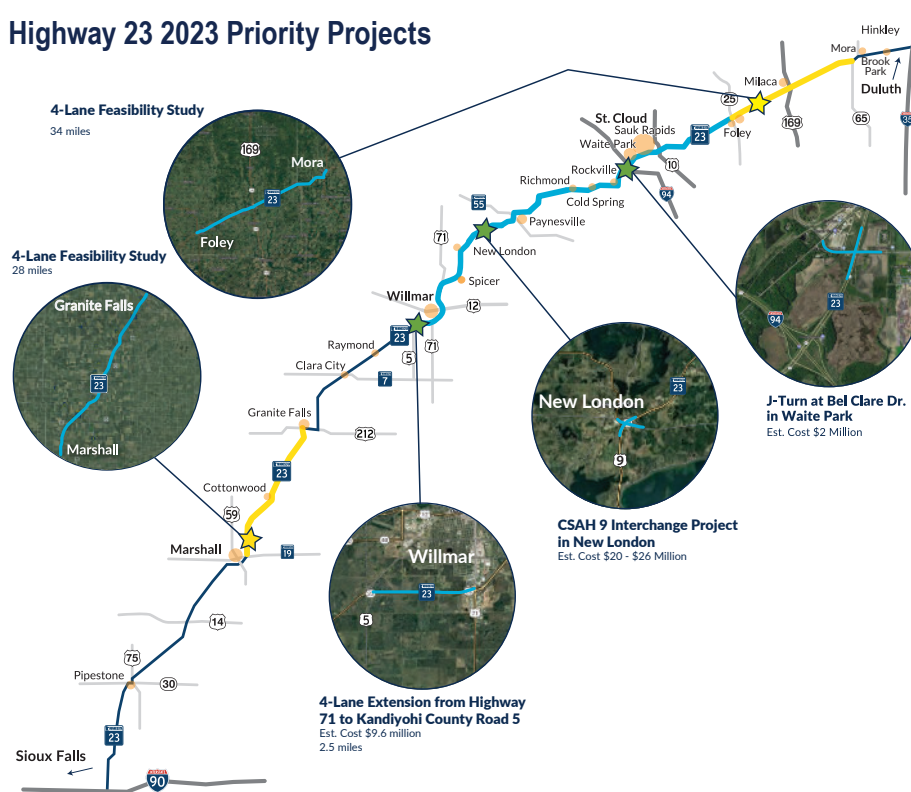 Highway 23 2023 Priority Projects
Hinkley
Mora
Brook
Park
Duluth
35
Milaca
25
169
65
Foley
23
St. Cloud
Sauk Rapids
Waite Park
10
Rockville
94
Richmond
Cold Spring
55
Paynesville
71
New London
Spicer
Willmar
12
23
71
5
Raymond
Clara City
7
Granite Falls
212
23
Cottonwood
59
Marshall
19
14
75
Pipestone
30
23
Sioux Falls
90
4-Lane Feasibility Study
34 miles
169
Mora
23
Foley
4-Lane Feasibility Study
28 miles
Granite Falls
23
Marshall
23
94
J-Turn at Bel Clare Dr.
in Waite Park
Est. Cost $2 Million
23
New London
9
CSAH 9 Interchange Project
in New London
Est. Cost $20 - $26 Million
Willmar
23
5
71
4-Lane Extension from Highway
71 to Kandiyohi County Road 5
Est. Cost $9.6 million
2.5 miles